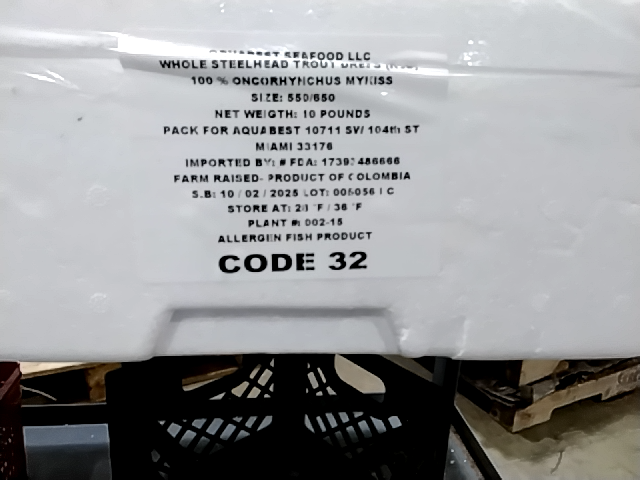 SEAFOOD LLC
WHOLE STEELHEAD TROUT
100 % ONCORHYNCHUS MYKISS
SIZE: 550/650
NET WEIGTH: 10 POUNDS
PACK FOR AQUABEST 10711 SW 104th ST
MIAMI 33176
IMPORTED BY: # FDA:
FARM RAISED- PRODUCT OF COLOMBIA
S.B: 10 / 02 / 2025 LOT:
STORE AT: / 36 °F
PLANT #: 002-15
ALLERGEN FISH PRODUCT
CODE 32